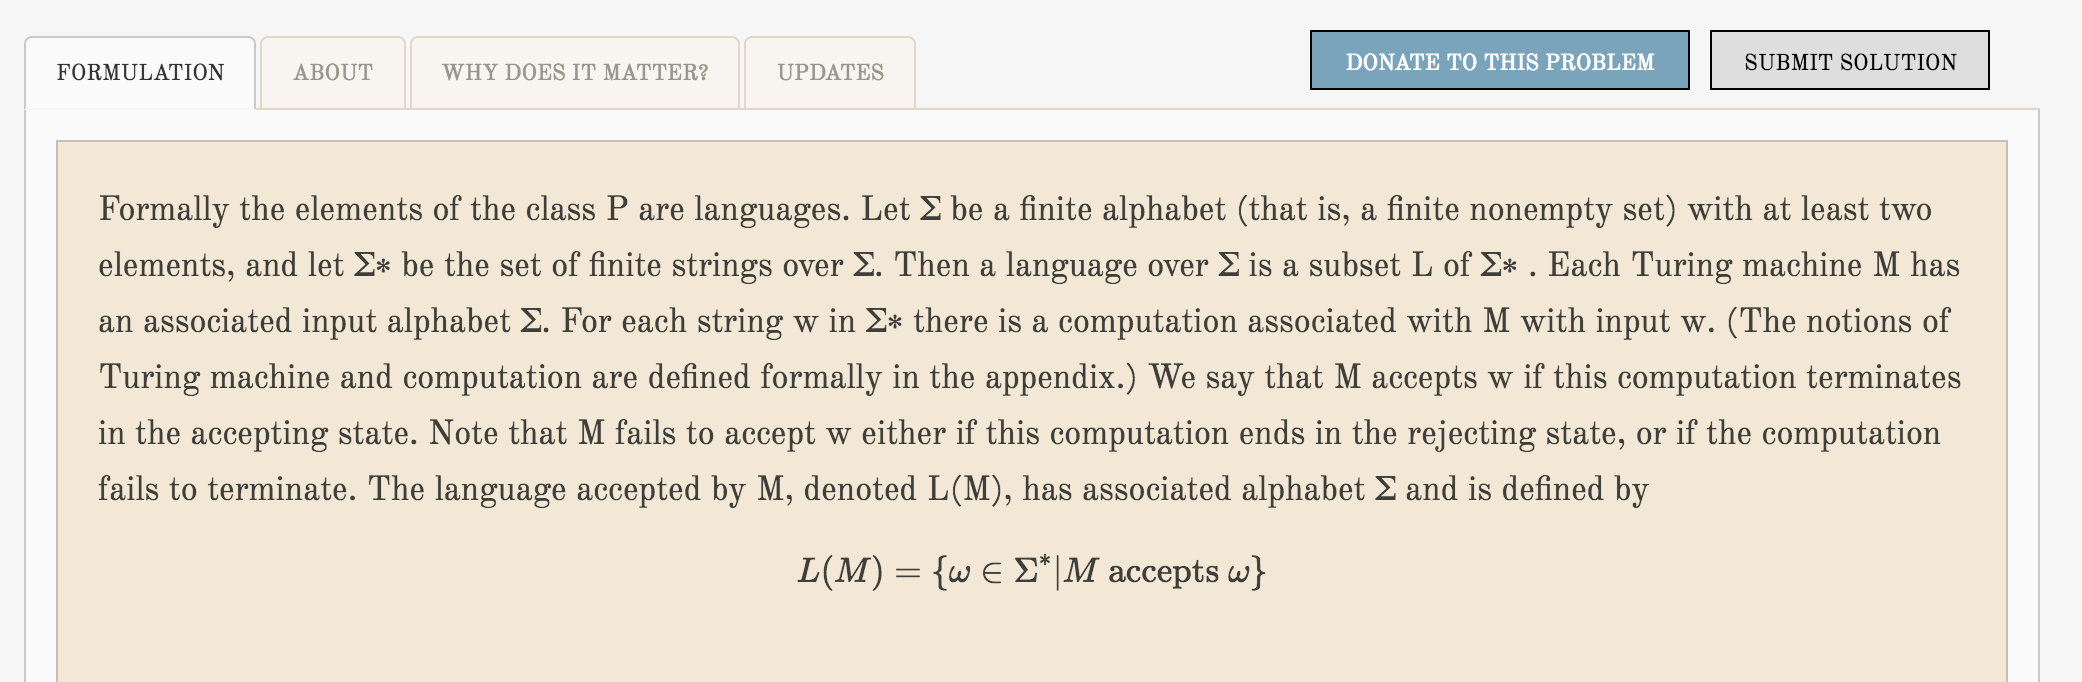 FORMULATION ABOUT WHY DOES IT MATTER? UPDATES DONATE TO THIS PROBLEM SUBMIT SOLUTION
Formally the elements of the class P are languages. Let Σ be a finite alphabet (that is, a finite nonempty set) with at least two
elements, and let Σ* be the set of finite strings over Σ. Then a language over Σ is a subset L of Σ* . Each Turing machine M has
an associated input alphabet Σ. For each string w in Σ* there is a computation associated with M with input w. (The notions of
Turing machine and computation are defined formally in the appendix.) We say that M accepts w if this computation terminates
in the accepting state. Note that M fails to accept w either if this computation ends in the rejecting state, or if the computation
fails to terminate. The language accepted by M, denoted L(M), has associated alphabet Σ and is defined by
L(M) = {ω ∈ Σ*|M accepts ω}